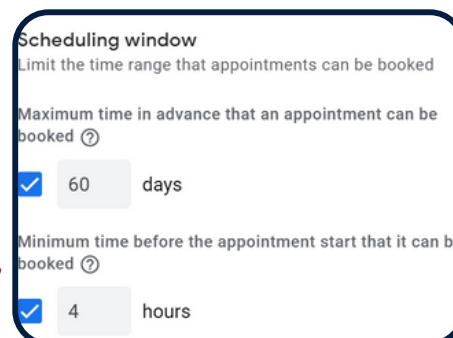 Scheduling window
Limit the time range that appointments can be booked
Maximum time in advance that an appointment can be
booked
60 days
Minimum time before the appointment start that it can b
booked
4 hours